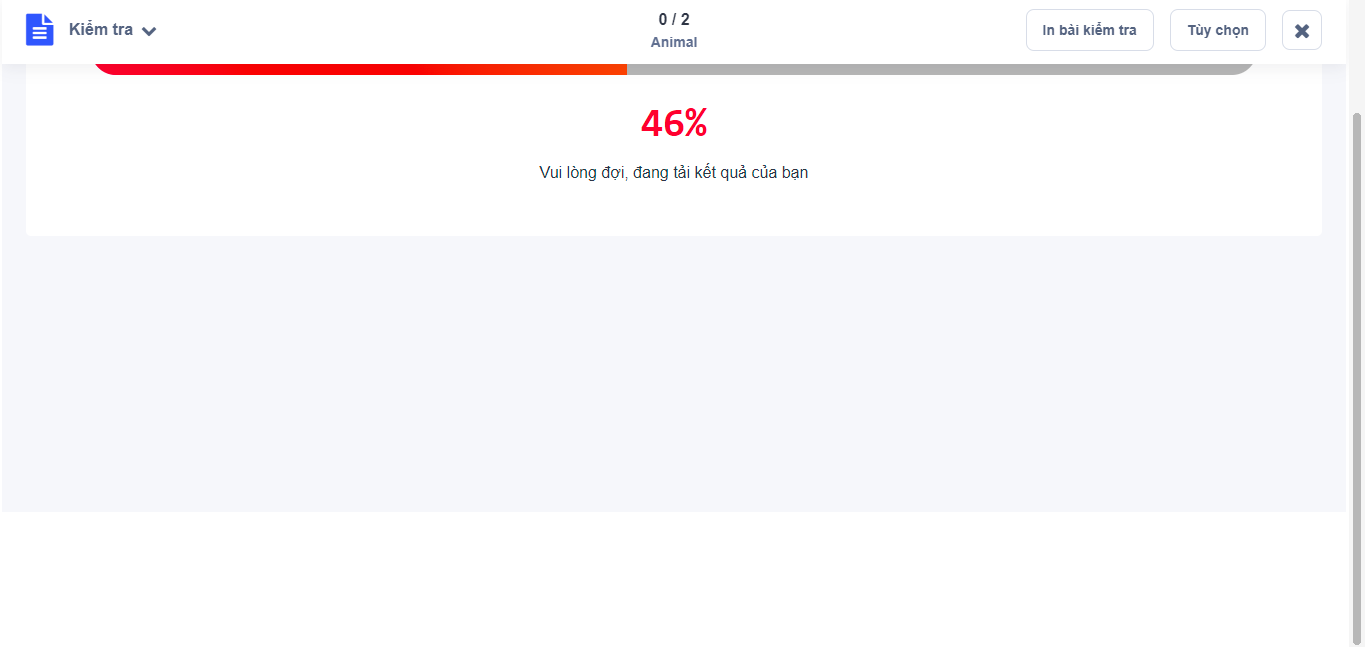 Kiểm tra
0 / 2
Animal
In bài kiểm tra
Tùy chọn
46%
Vui lòng đợi, đang tải kết quả của bạn